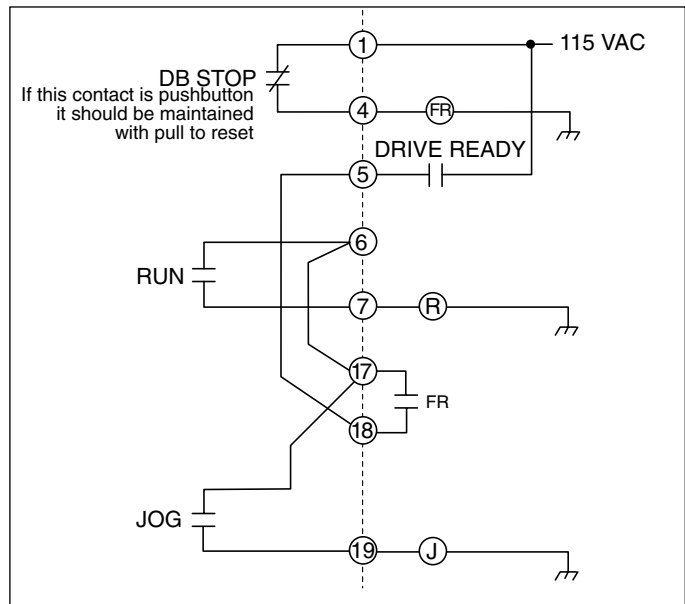 1
115 VAC
DB STOP
If this contact is pushbutton
it should be maintained
with pull to reset
4
FR
DRIVE READY
5
6
RUN
7
R
17
FR
18
JOG
19
J